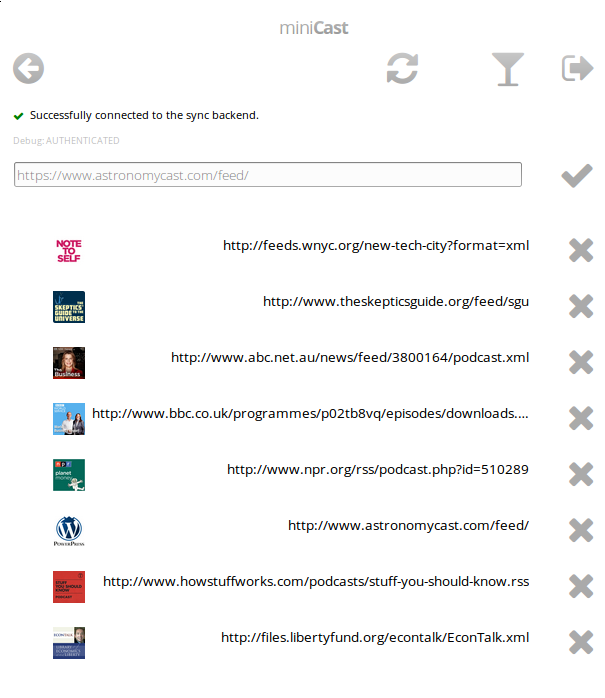 miniCast
Successfully connected to the sync backend.
Debug: AUTHENTICATED
https://www.astronomycast.com/feed/
NOTE
TO
SELF
http://feeds.wnyc.org/new-tech-city?format=xml
THE
SKEPTICS'
GUIDE TO THE
UNIVERSE
http://www.theskepticsguide.org/feed/sgu
The
Business
http://www.abc.net.au/news/feed/3800164/podcast.xml
http://www.bbc.co.uk/programmes/p02tb8vq/episodes/downloads....
npr
planet
money
http://www.npr.org/rss/podcast.php?id=510289
W
POWERPRESS
http://www.astronomycast.com/feed/
STUFF
YOU SHOULD
KNOW
PODCAST
http://www.howstuffworks.com/podcasts/stuff-you-should-know.rss
ECONTALK
LIBRARY
ECONOMICS
LIBERTY
http://files.libertyfund.org/econtalk/EconTalk.xml